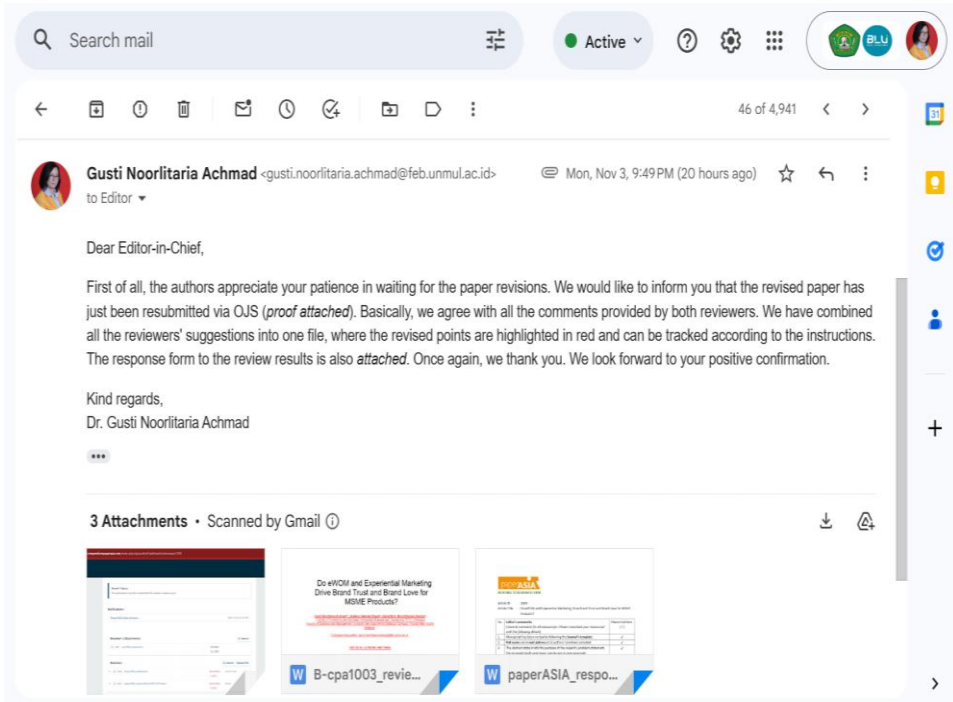 Search mail
Active
BLU
46 of 4,941
31
Gusti Noorlitaria Achmad <gusti.noorlitaria.achmad@feb.unmul.ac.id>
Mon, Nov 3, 9:49 PM (20 hours ago)
to Editor
Dear Editor-in-Chief,
First of all, the authors appreciate your patience in waiting for the paper revisions. We would like to inform you that the revised paper has
just been resubmitted via OJS (proof attached). Basically, we agree with all the comments provided by both reviewers. We have combined
all the reviewers' suggestions into one file, where the revised points are highlighted in red and can be tracked according to the instructions.
The response form to the review results is also attached. Once again, we thank you. We look forward to your positive confirmation.
Kind regards,
Dr. Gusti Noorlitaria Achmad
3 Attachments • Scanned by Gmail
Do eWOM and Experiential Marketing
Drive Brand Trust and Brand Love for
MSME Products?
paperASIA
W B-cpa1003_revie...
W paperASIA_respo...